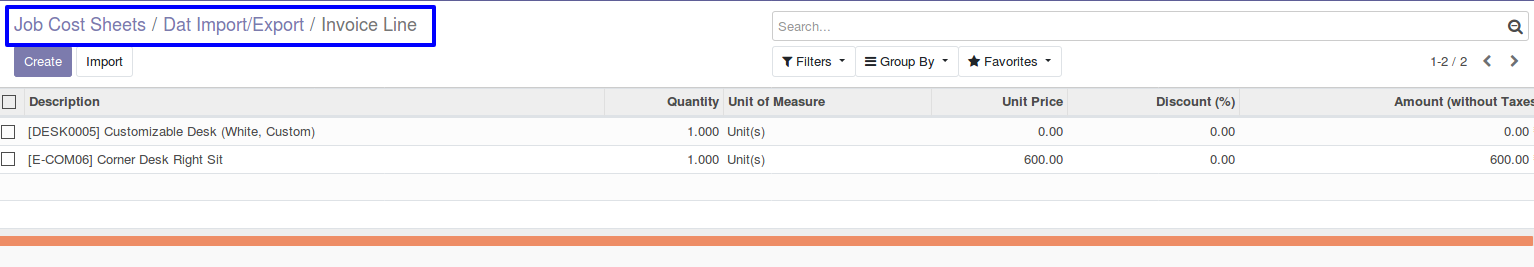 Job Cost Sheets / Dat Import/Export / Invoice Line
Search...
Create Import
Filters Group By Favorites 1-2 / 2
Description Quantity Unit of Measure Unit Price Discount (%) Amount (without Taxes
[DESK0005] Customizable Desk (White, Custom) 1.000 Unit(s) 0.00 0.00 0.00
[E-COM06] Corner Desk Right Sit 1.000 Unit(s) 600.00 0.00 600.00